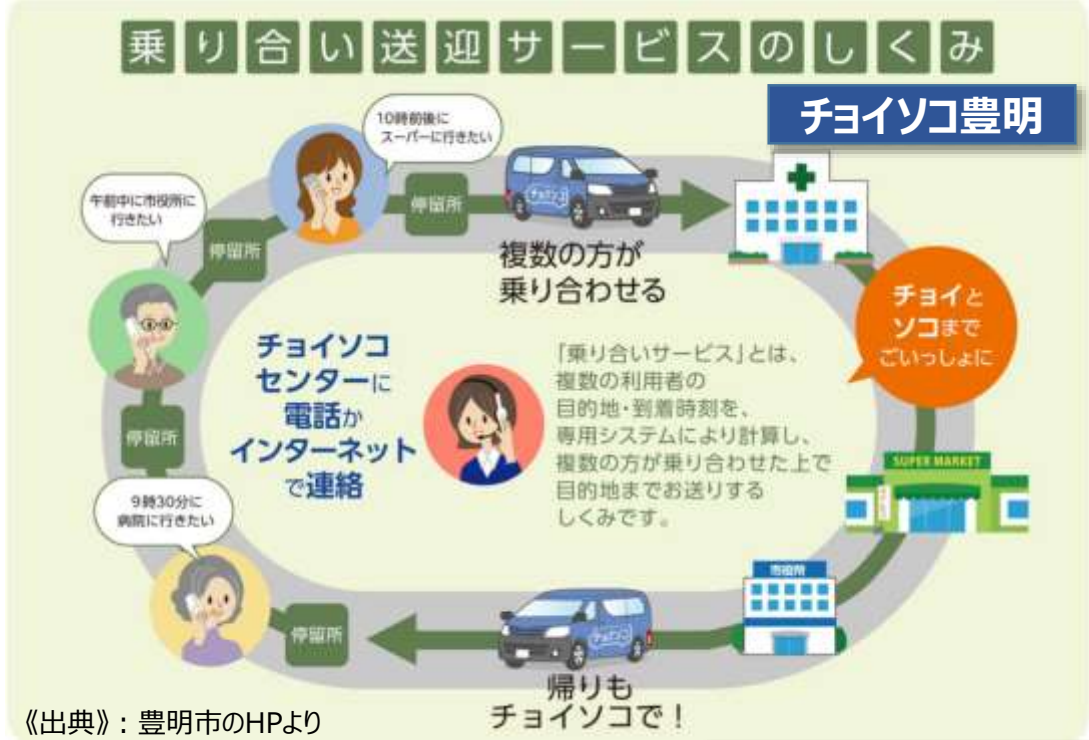 乗り合い送迎サービスのしくみ
チョイソコ豊明
10時前後に
スーパーに行きたい
午前中に市役所に
行きたい
停留所
停留所
チョイソコ
複数の方が
乗り合わせる
チョイと
ソコまで
ごいっしょに
チョイソコ
センターに
電話か
インターネット
で連絡
「乗り合いサービス」とは、
複数の利用者の
目的地・到着時刻を、
専用システムにより計算し、
複数の方が乗り合わせた上で
目的地までお送りする
しくみです。
停留所
SUPER MARKET
9時30分に
病院に行きたい
市役所
停留所
チョイソコ
帰りも
チョイソコで！
《出典》：豊明市のHPより